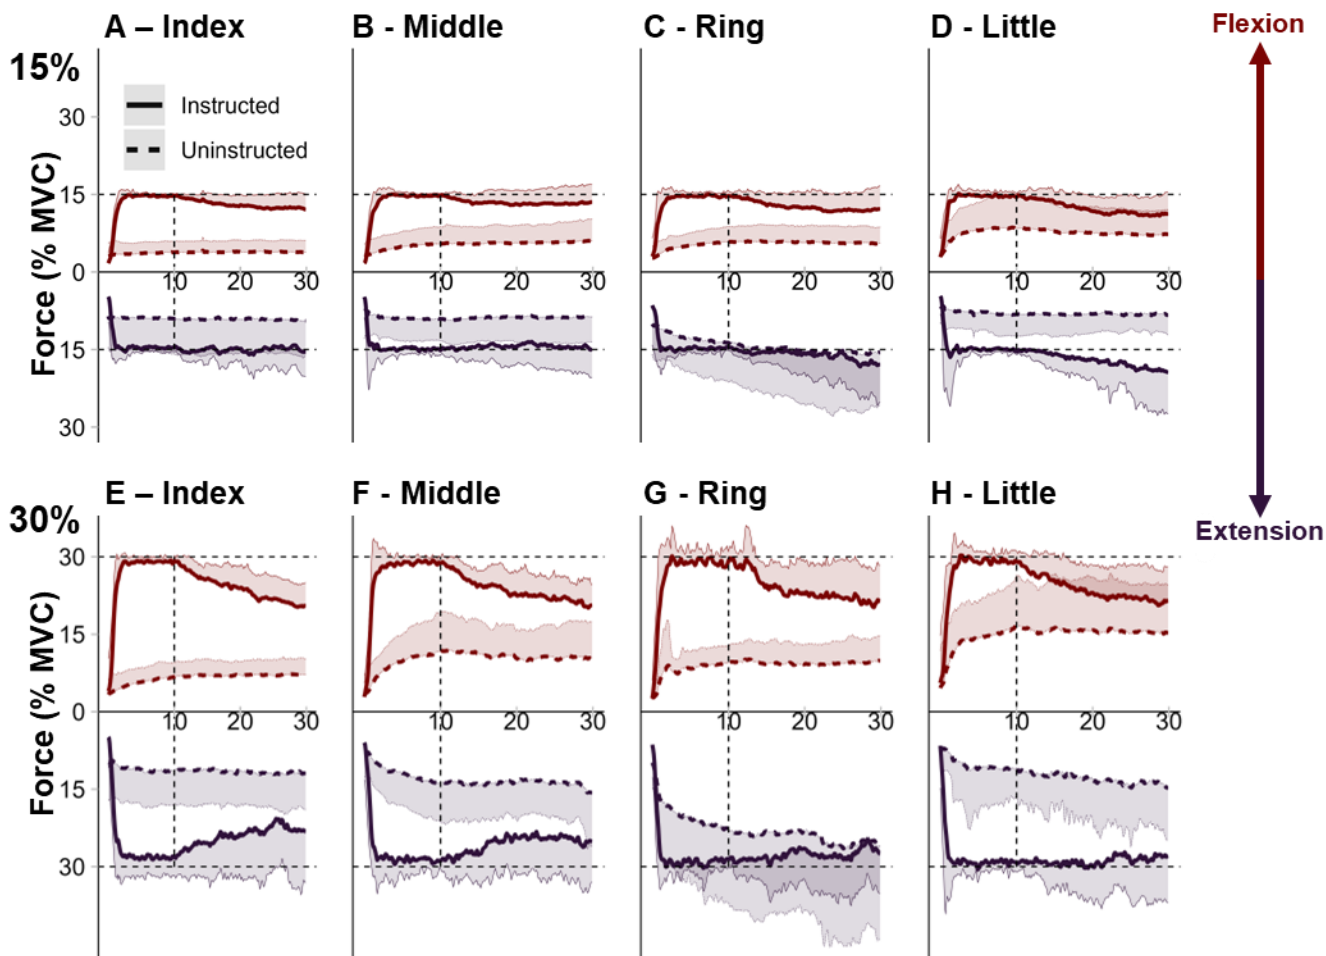 A – Index
B - Middle
C - Ring
D - Little
Flexion
15%
Instructed
Uninstructed
Force (% MVC)
30
15
0
15
30
10 20 30
10 20 30
10 20 30
10 20 30
E – Index
F - Middle
G - Ring
H - Little
30%
Extension
Force (% MVC)
30
15
0
15
30
10 20 30
10 20 30
10 20 30
10 20 30